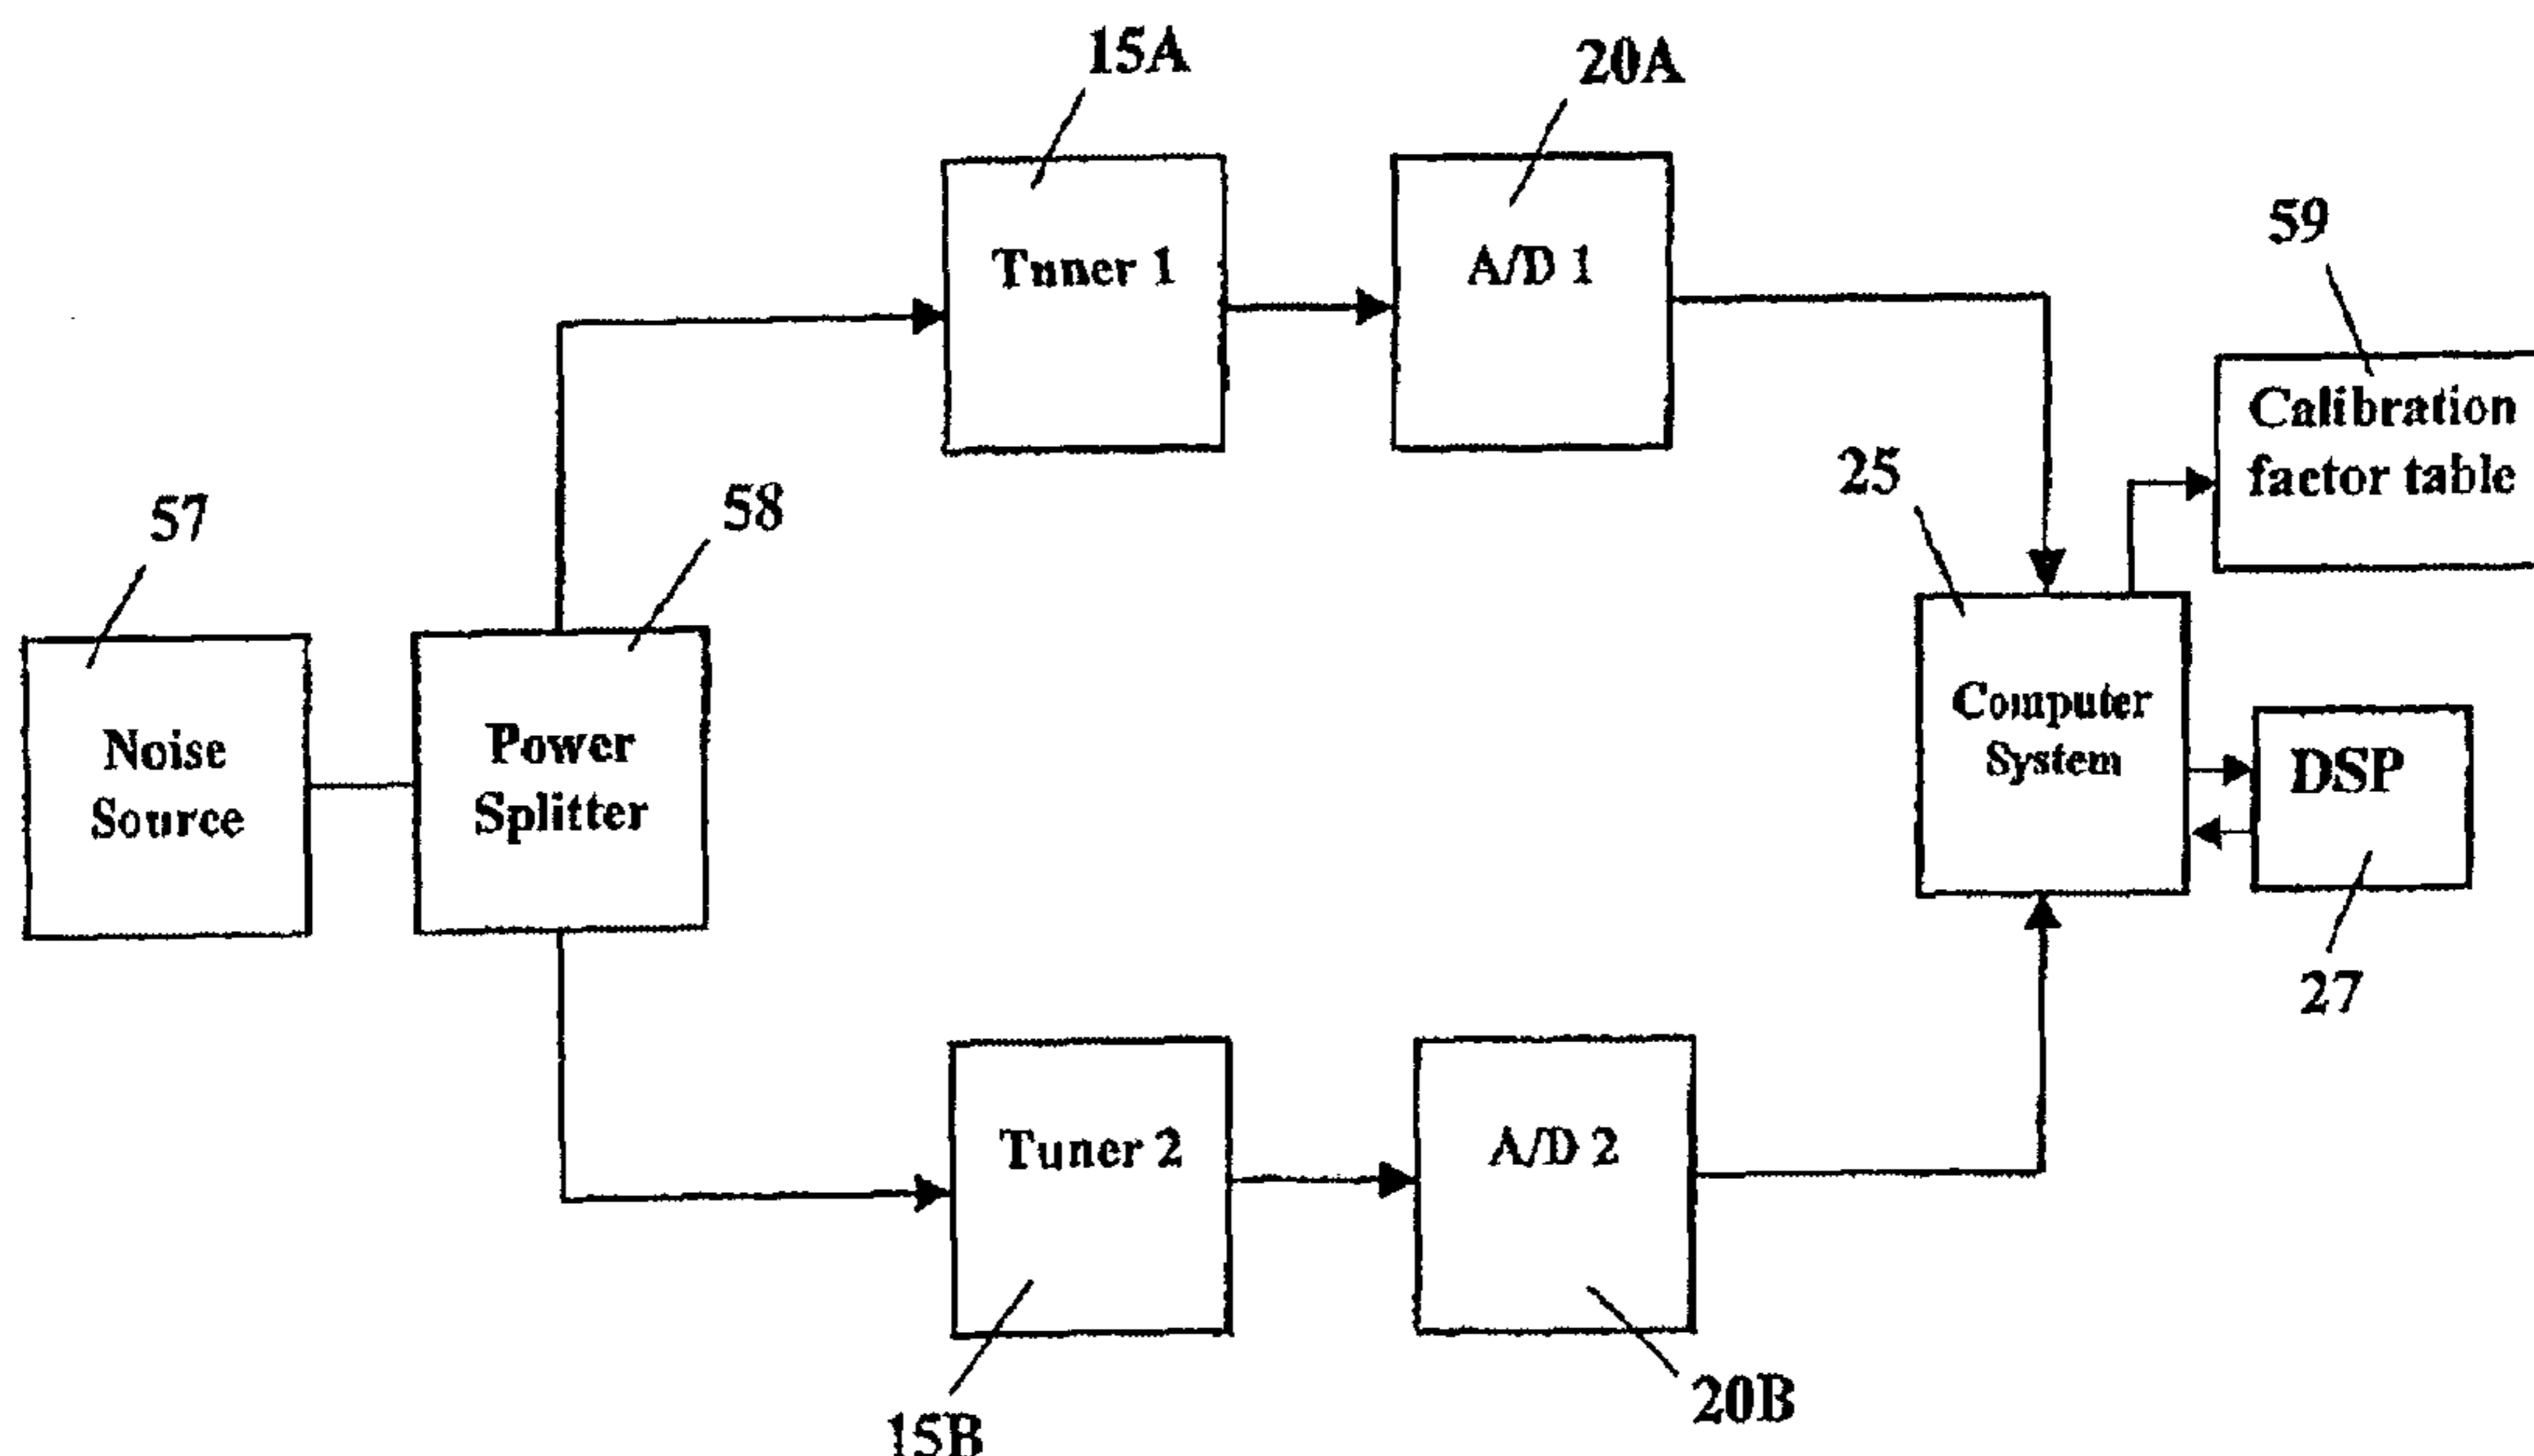 15A
20A
59
Tuner 1
A/D 1
Calibration
factor table
25
57
58
Noise
Source
Power
Splitter
Computer
System
DSP
27
Tuner 2
A/D 2
15B
20B